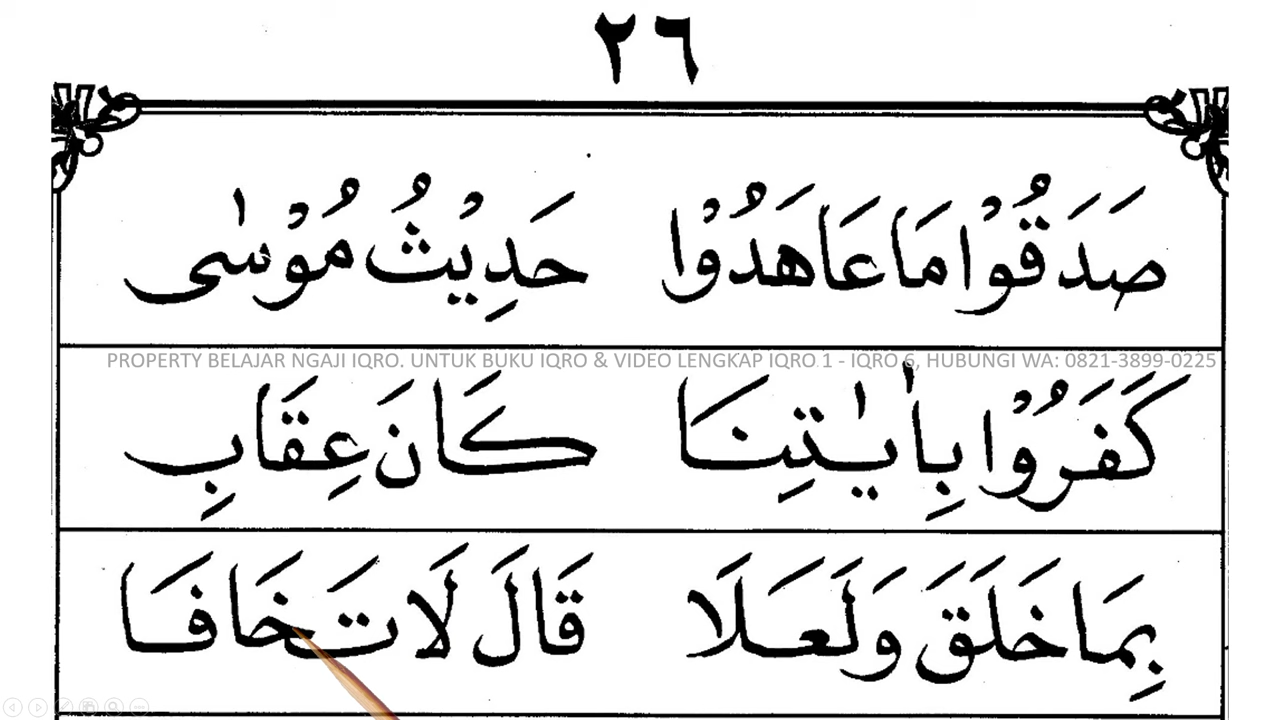 ٢٦
صَدَقُوْا مَا عَاهَدُوْا حَدِيْثُ مُوْسٰى
PROPERTY BELAJAR NGAJI IQRO. UNTUK BUKU IQRO & VIDEO LENGKAP IQRO 1 - IQRO 6, HUBUNGI WA: 0821-3899-0225
كَفَرُوْا بِاٰيٰتِنَا كَانَ عِقَابِ
بِمَا خَلَقَ وَلَعَلَا قَالَ لَا تَخَافَا